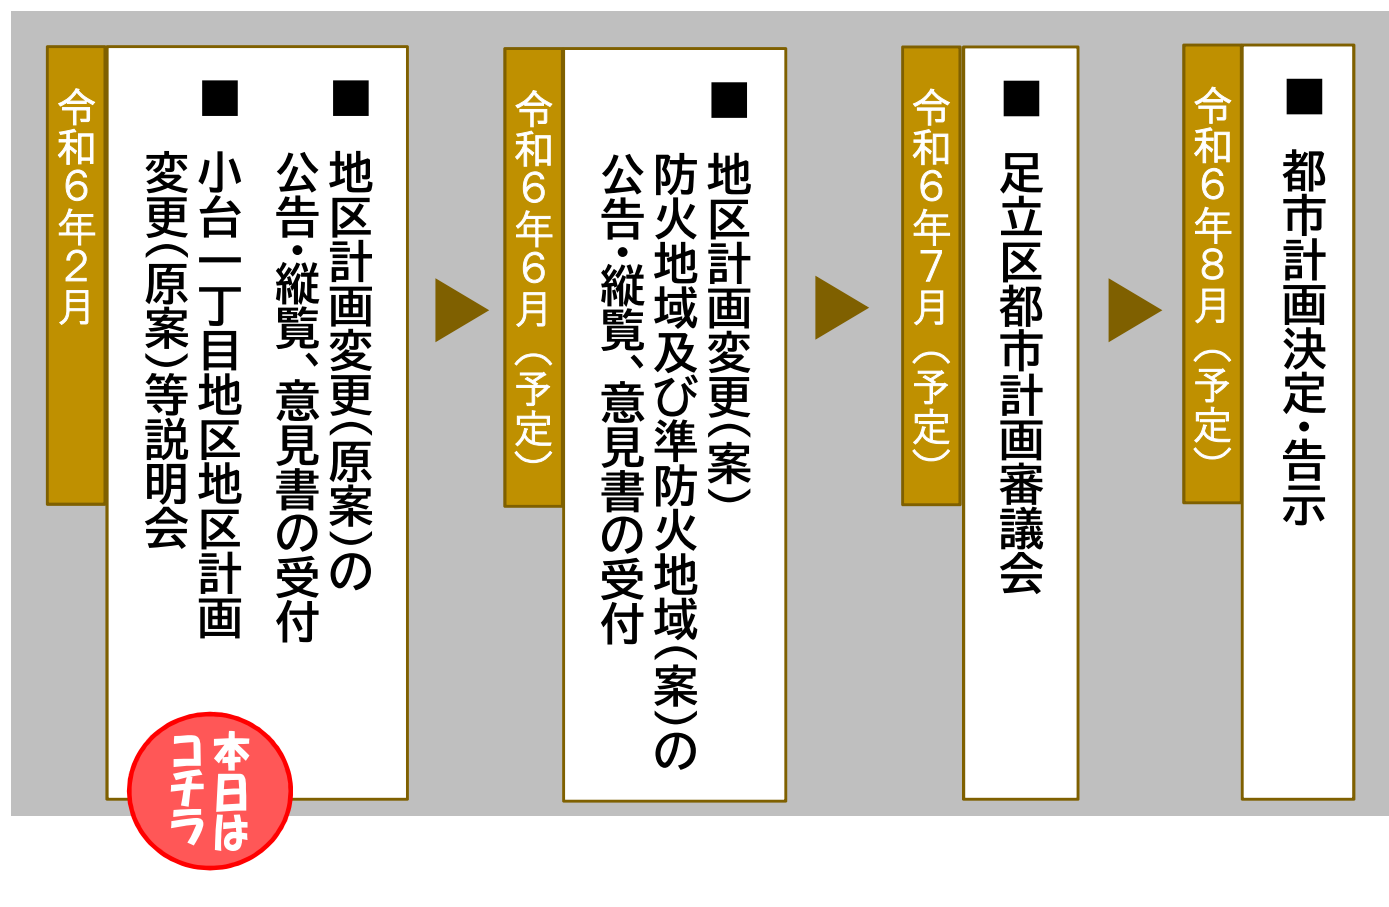 令和６年２月
■ 地区計画変更（原案）の
公告・縦覧、意見書の受付
■ 小台一丁目地区地区計画
変更（原案）等説明会
本日は
コチラ
令和６年６月（予定）
■ 地区計画変更（案）
防火地域及び準防火地域（案）の
公告・縦覧、意見書の受付
令和６年７月（予定）
■ 足立区都市計画審議会
令和６年８月（予定）
■ 都市計画決定・告示